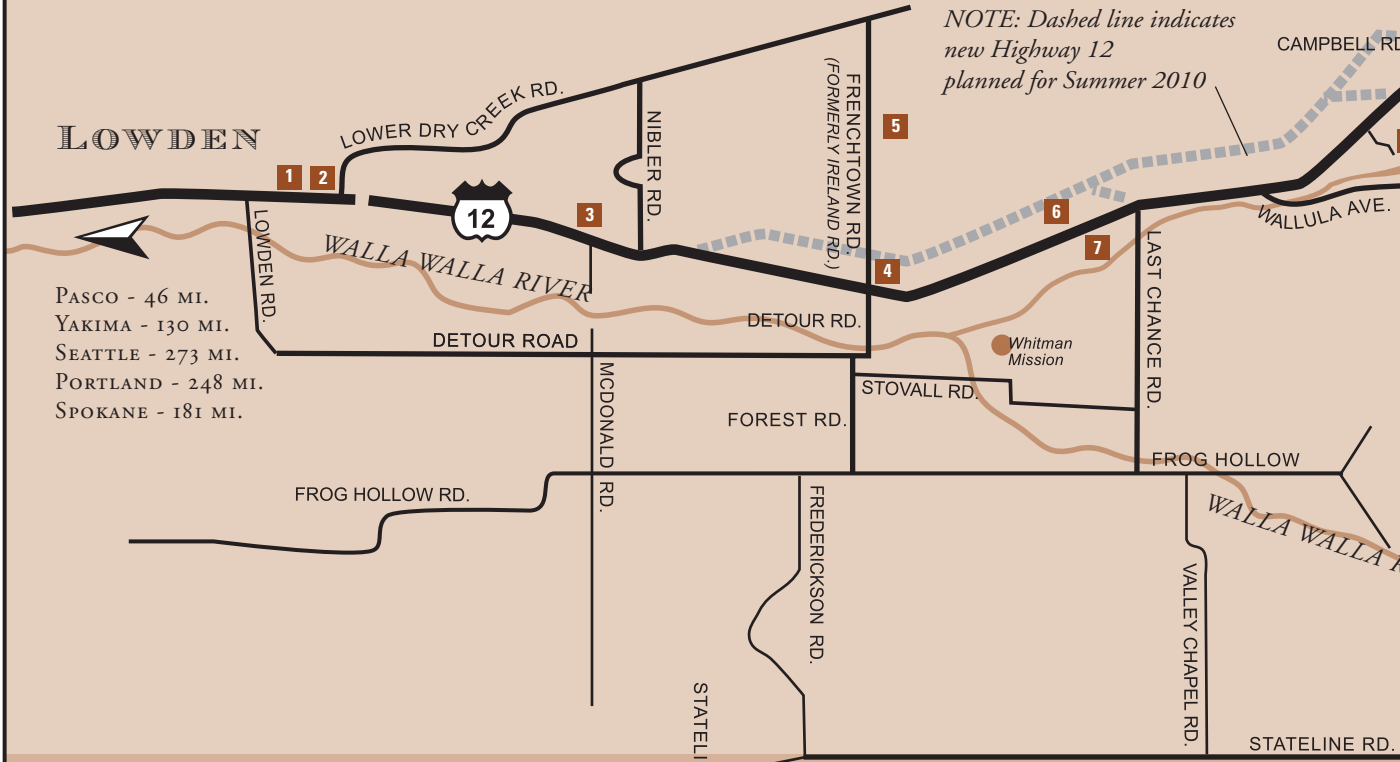 NOTE: Dashed line indicates
new Highway 12
planned for Summer 2010
CAMPBELL RD
LOWDEN
LOWER DRY CREEK RD.
NIBLER RD.
FRENCHTOWN RD.
(FORMERLY IRELAND RD.)
5
1
2
3
12
6
7
4
WALLULA AVE.
LOWDEN RD.
WALLA WALLA RIVER
LAST CHANCE RD.
PASCO - 46 MI.
YAKIMA - 130 MI.
SEATTLE - 273 MI.
PORTLAND - 248 MI.
SPOKANE - 181 MI.
DETOUR RD.
DETOUR ROAD
Whitman
Mission
MCDONALD RD.
STOVALL RD.
FOREST RD.
FROG HOLLOW
FROG HOLLOW RD.
FREDERICKSON RD.
WALLA WALLA
VALLEY CHAPEL RD.
STATELI
STATELINE RD.